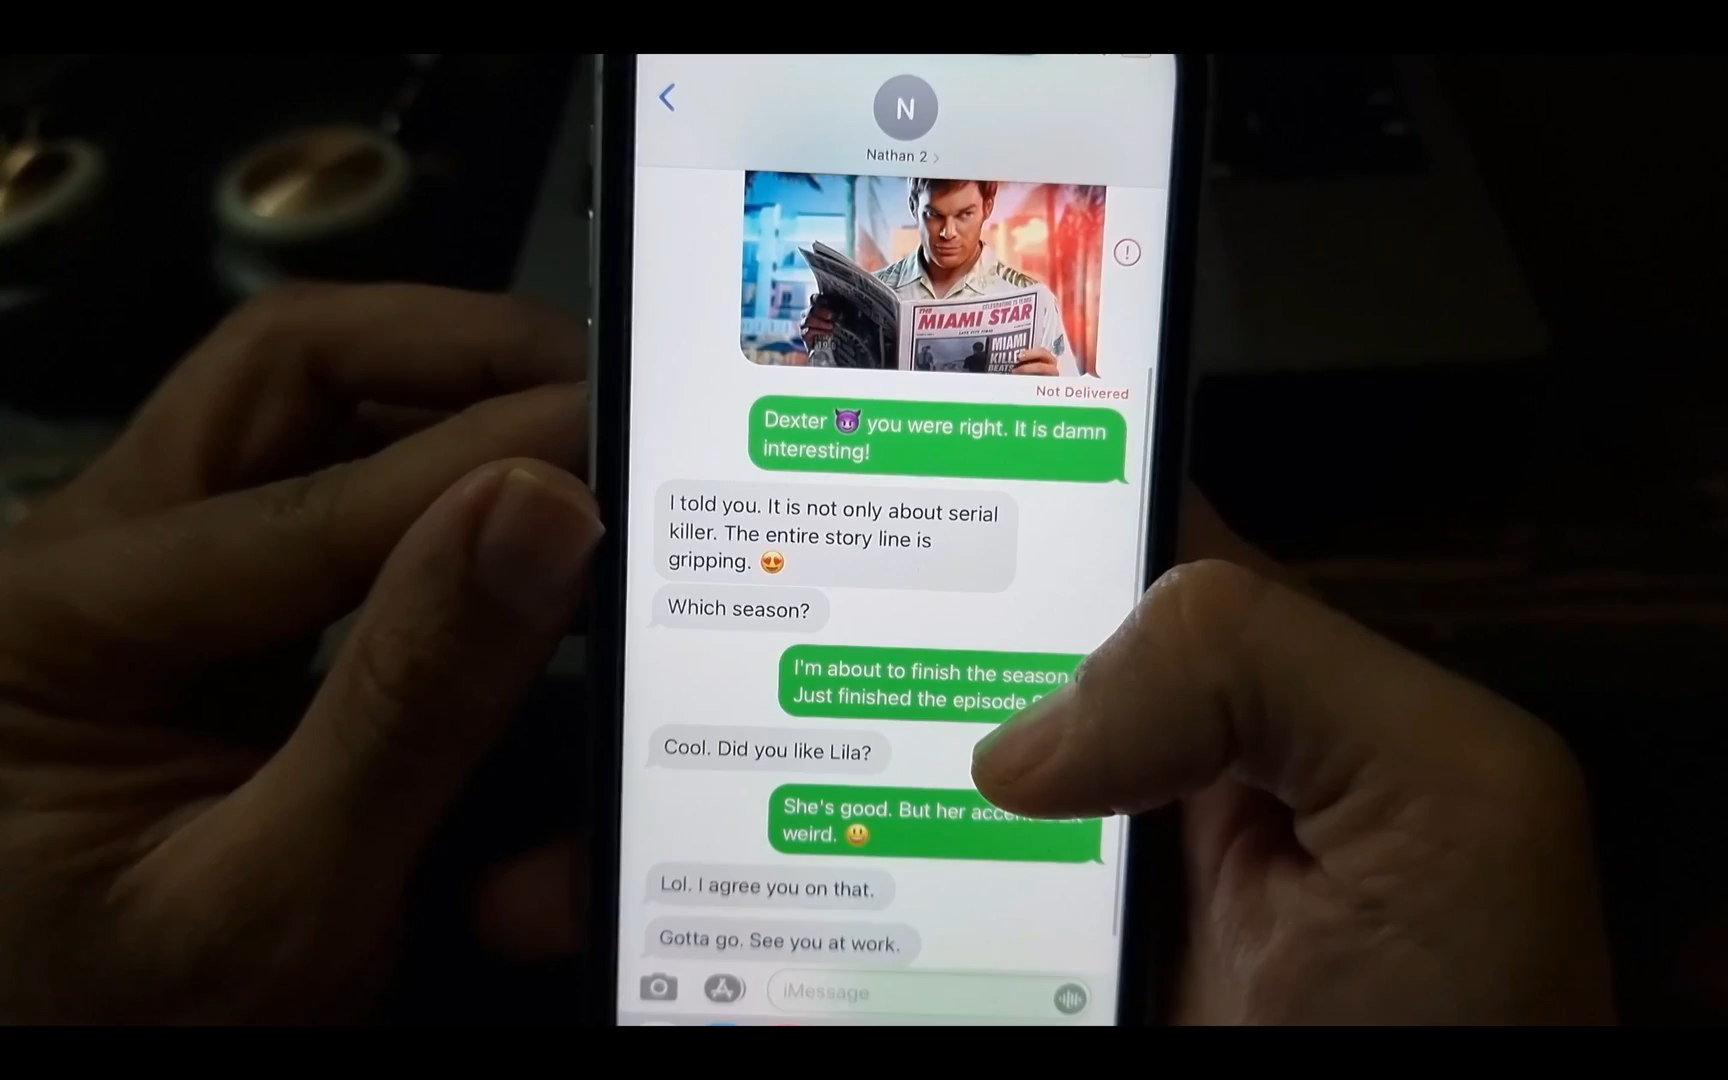 N
Nathan 2
THE
MIAMI STAR
MIAMI
Not Delivered
Dexter 😈 you were right. It is damn
interesting!
I told you. It is not only about serial
killer. The entire story line is
gripping. 😍
Which season?
I'm about to finish the season
Just finished the episode
Cool. Did you like Lila?
She's good. But her
weird. 😃
Lol. I agree you on that.
Gotta go. See you at work.
iMessage